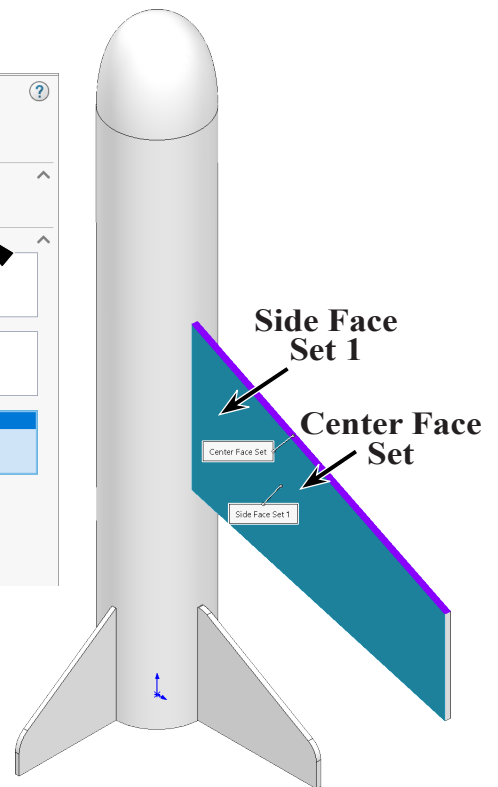 ?
Side Face
Set 1
Center Face
Set
Center Face Set
Side Face Set 1